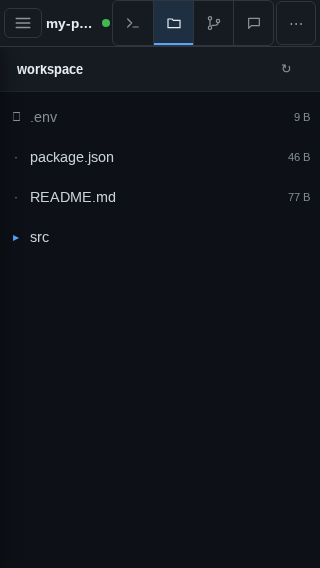 my-p…
workspace
.env 9 B
package.json 46 B
README.md 77 B
src